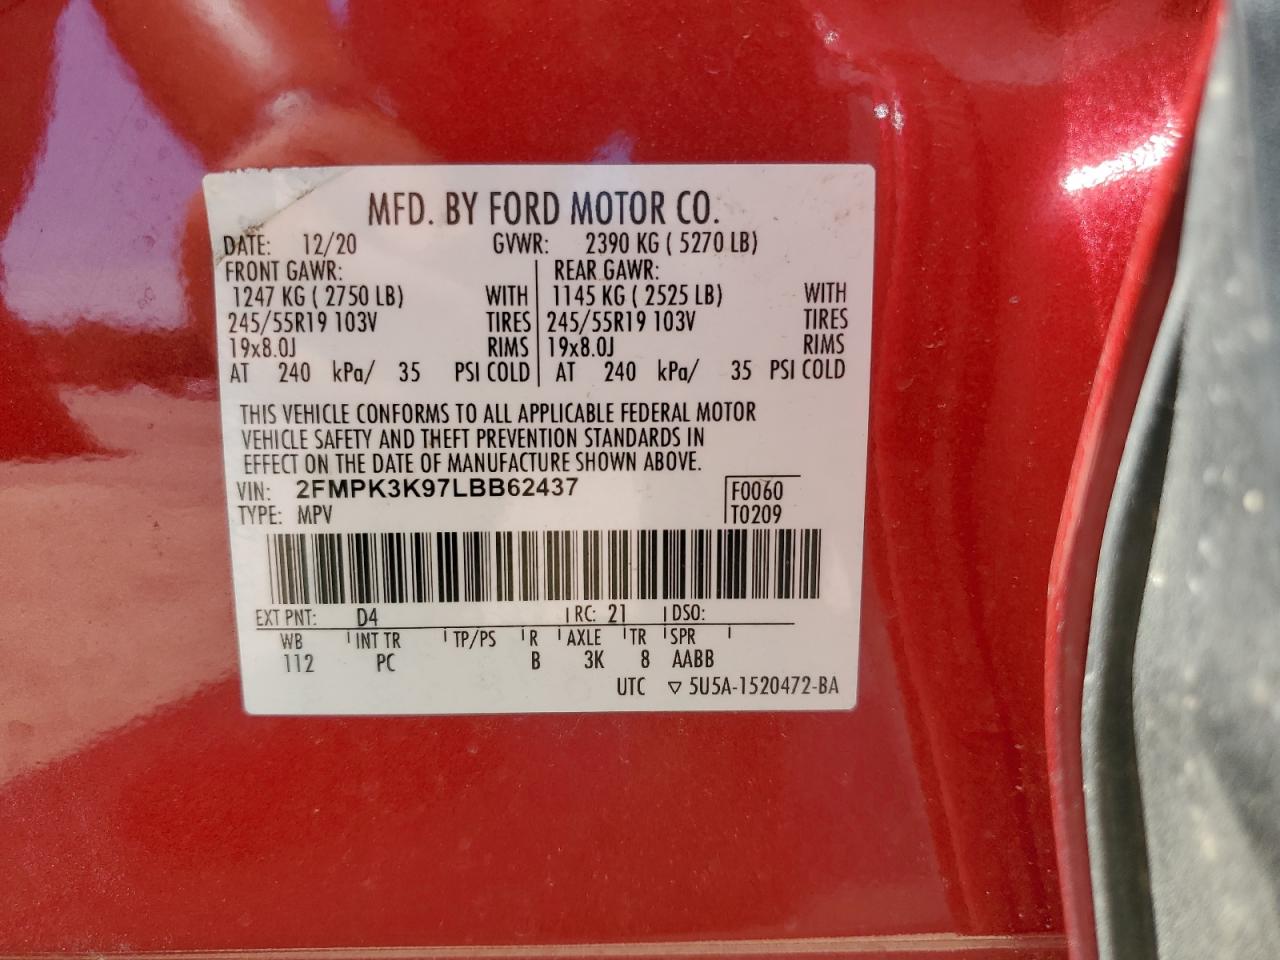 MFD. BY FORD MOTOR CO.
DATE: 12/20 GVWR: 2390 KG ( 5270 LB)
FRONT GAWR: REAR GAWR:
1247 KG ( 2750 LB) WITH 1145 KG ( 2525 LB) WITH
245/55R19 103V TIRES 245/55R19 103V TIRES
19x8.0J RIMS 19x8.0J RIMS
AT 240 kPa/ 35 PSI COLD AT 240 kPa/ 35 PSI COLD
THIS VEHICLE CONFORMS TO ALL APPLICABLE FEDERAL MOTOR
VEHICLE SAFETY AND THEFT PREVENTION STANDARDS IN
EFFECT ON THE DATE OF MANUFACTURE SHOWN ABOVE.
VIN: 2FMPK3K97LBB62437 F0060
TYPE: MPV T0209
EXT PNT: D4 RC: 21 DSO:
WB INT TR TP/PS R AXLE TR SPR
112 PC B 3K 8 AABB
UTC ▽ 5U5A-1520472-BA